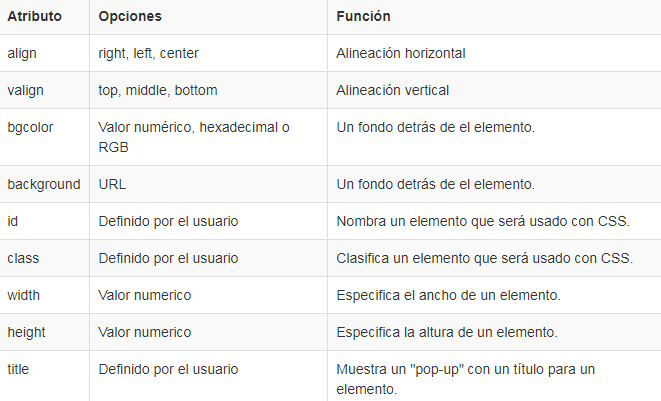 Atributo Opciones Función
align right, left, center Alineación horizontal
valign top, middle, bottom Alineación vertical
bgcolor Valor numérico, hexadecimal o Un fondo detrás de el elemento.
RGB
background URL Un fondo detrás de el elemento.
id Definido por el usuario Nombra un elemento que será usado con CSS.
class Definido por el usuario Clasifica un elemento que será usado con CSS.
width Valor numerico Especifica el ancho de un elemento.
height Valor numerico Especifica la altura de un elemento.
title Definido por el usuario Muestra un "pop-up" con un título para un
elemento.